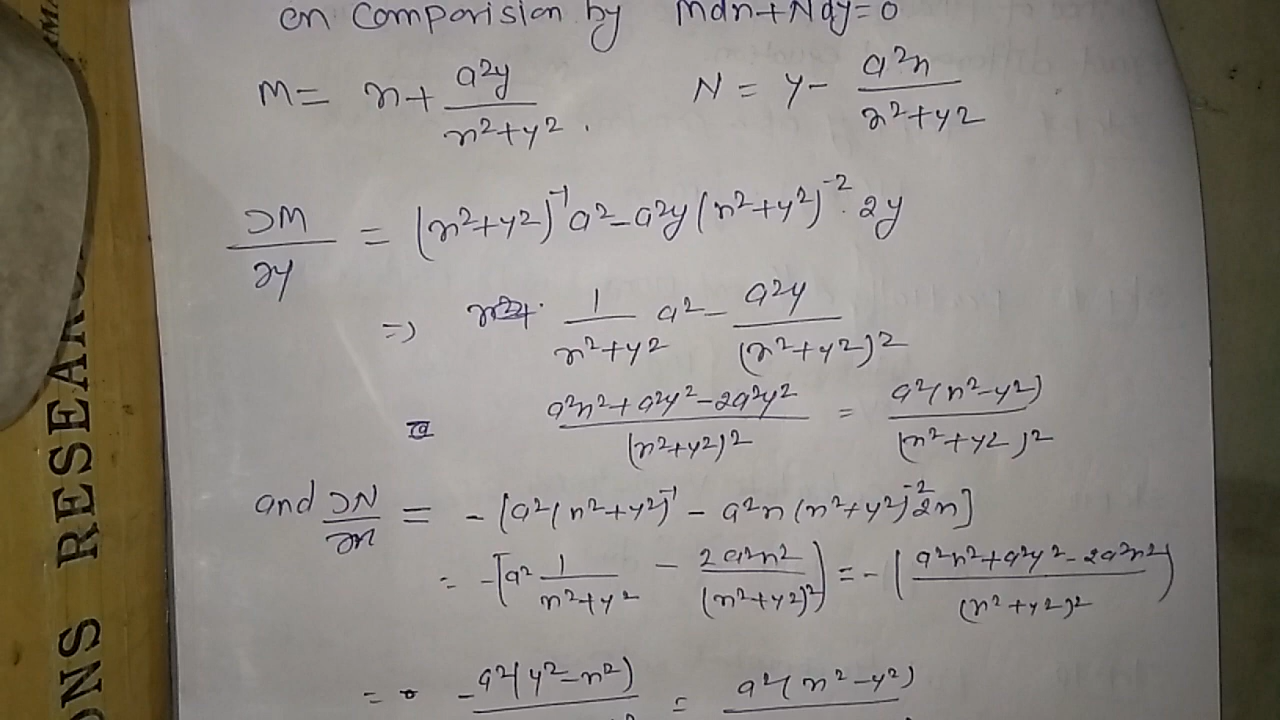 on comparision by Mdx+Ndy=0
M = x + a²y/(x²+y²). N = y - a²x/(x²+y²)
∂M/∂y = (x²+y²)⁻¹a² - a²y(x²+y²)⁻²·2y
=> 1/(x²+y²) a² - a²y/(x²+y²)²
(a²x²+a²y²-2a²y²)/(x²+y²)² = a²(x²-y²)/(x²+y²)²
and ∂N/∂x = -[a²(x²+y²)⁻¹ - a²x(x²+y²)⁻²2x]
= -[a² 1/(x²+y²) - 2a²x²/(x²+y²)²] = -((a²x²+a²y²-2a²x²)/(x²+y²)²)
= -a²(y²-x²) = a²(x²-y²)
ONS RESEARC